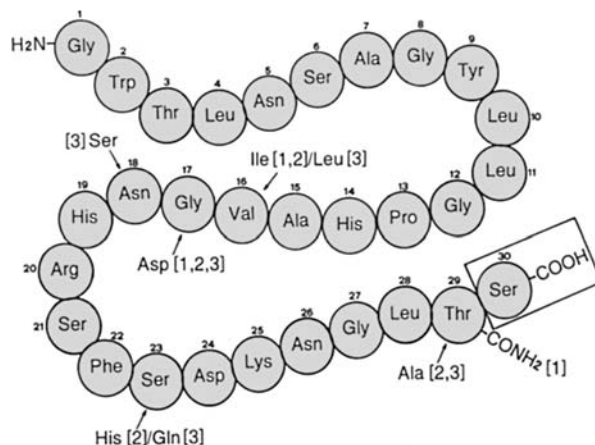 H₂N
1 Gly
2 Trp
3 Thr
4 Leu
5 Asn
6 Ser
7 Ala
8 Gly
9 Tyr
10 Leu
11 Leu
12 Gly
13 Pro
14 His
15 Ala
16 Val
Ile [1,2]/Leu [3]
17 Gly
Asp [1,2,3]
18 Asn
[3] Ser
19 His
20 Arg
21 Ser
22 Phe
23 Ser
His [2]/Gln [3]
24 Asp
25 Lys
26 Asn
27 Gly
28 Leu
29 Thr
Ala [2,3]
CONH₂ [1]
30 Ser
COOH